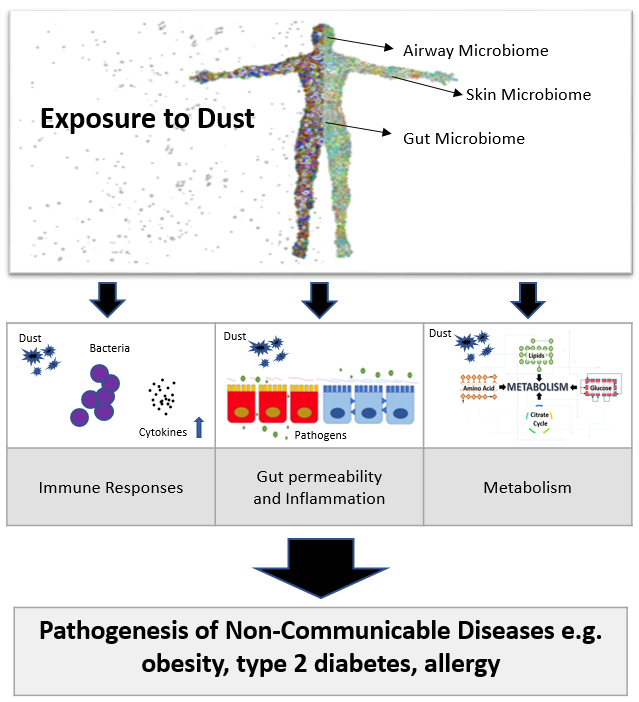 Exposure to Dust
Airway Microbiome
Skin Microbiome
Gut Microbiome
Dust
Bacteria
Cytokines
Dust
Pathogens
Dust
Lipids
Amino Acid
METABOLISM
Glucose
Citrate
Cycle
Immune Responses
Gut permeability
and Inflammation
Metabolism
Pathogenesis of Non-Communicable Diseases e.g.
obesity, type 2 diabetes, allergy